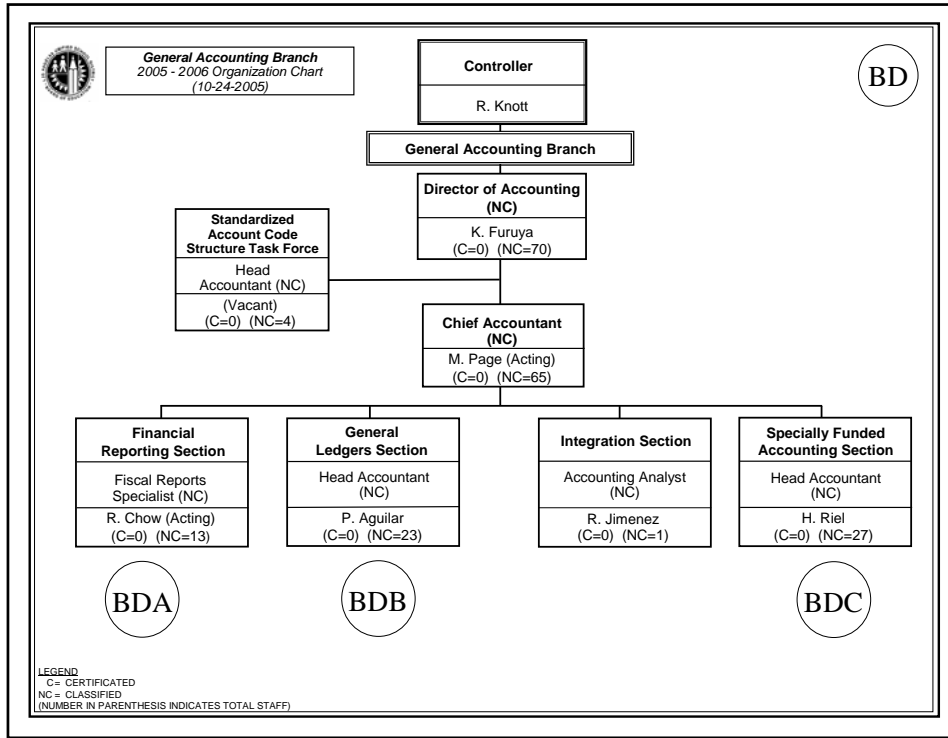 General Accounting Branch
2005 - 2006 Organization Chart
(10-24-2005)
Controller
R. Knott
BD
General Accounting Branch
Director of Accounting
(NC)
K. Furuya
(C=0) (NC=70)
Standardized
Account Code
Structure Task Force
Head
Accountant (NC)
(Vacant)
(C=0) (NC=4)
Chief Accountant
(NC)
M. Page (Acting)
(C=0) (NC=65)
Financial
Reporting Section
Fiscal Reports
Specialist (NC)
R. Chow (Acting)
(C=0) (NC=13)
General
Ledgers Section
Head Accountant
(NC)
P. Aguilar
(C=0) (NC=23)
Integration Section
Accounting Analyst
(NC)
R. Jimenez
(C=0) (NC=1)
Specially Funded
Accounting Section
Head Accountant
(NC)
H. Riel
(C=0) (NC=27)
BDA
BDB
BDC
LEGEND
C = CERTIFICATED
NC = CLASSIFIED
(NUMBER IN PARENTHESIS INDICATES TOTAL STAFF)